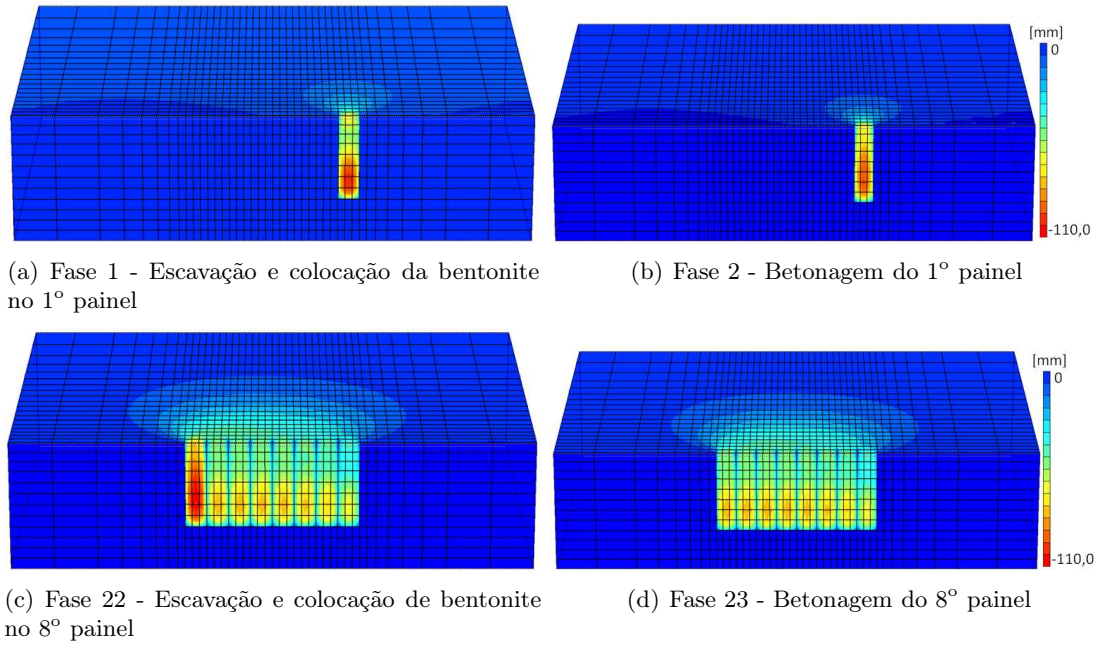 [mm]
0
-110,0
(a) Fase 1 - Escavação e colocação da bentonite
no 1º painel
(b) Fase 2 - Betonagem do 1º painel
[mm]
0
-110,0
(c) Fase 22 - Escavação e colocação de bentonite
no 8º painel
(d) Fase 23 - Betonagem do 8º painel